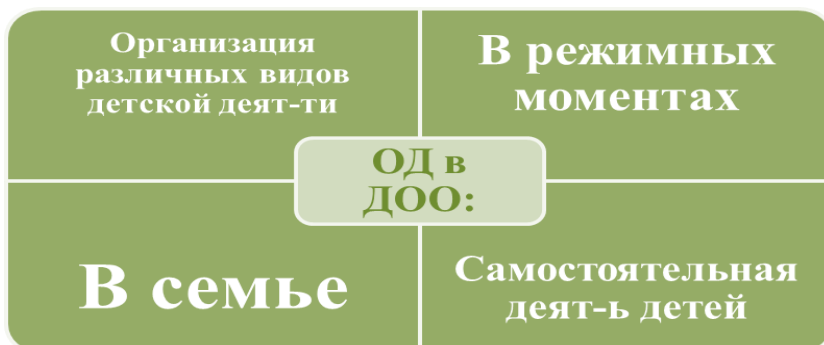 Организация
различных видов
детской деят-ти
В режимных
моментах
ОД в
ДОО:
В семье
Самостоятельная
деят-ь детей